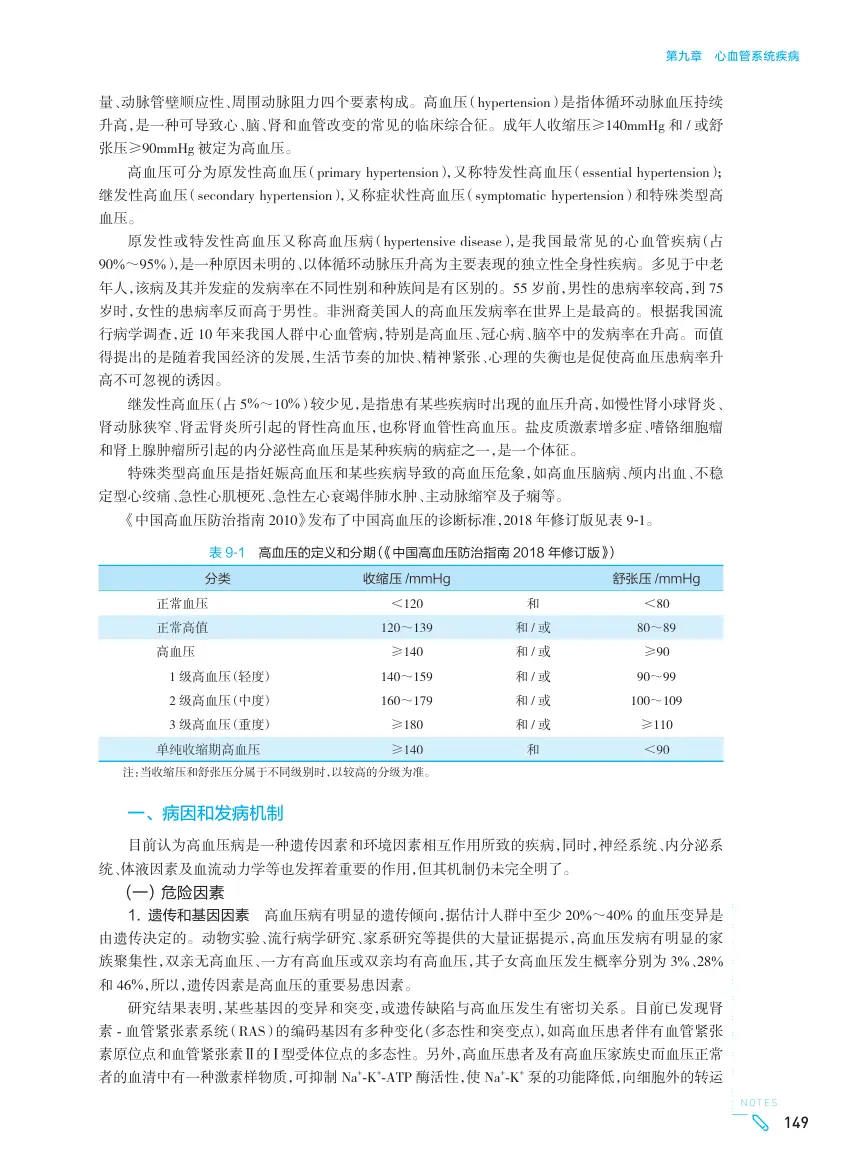 第九章 心血管系统疾病
量、动脉管壁顺应性、周围动脉阻力四个要素构成。高血压(hypertension)是指体循环动脉血压持续
升高,是一种可导致心、脑、肾和血管改变的常见的临床综合征。成年人收缩压≥140mmHg 和 / 或舒
张压≥90mmHg 被定为高血压。
高血压可分为原发性高血压(primary hypertension),又称特发性高血压(essential hypertension);
继发性高血压(secondary hypertension),又称症状性高血压(symptomatic hypertension)和特殊类型高
血压。
原发性或特发性高血压又称高血压病(hypertensive disease),是我国最常见的心血管疾病(占
90%~95%),是一种原因未明的、以体循环动脉压升高为主要表现的独立性全身性疾病。多见于中老
年人,该病及其并发症的发病率在不同性别和种族间是有区别的。55 岁前,男性的患病率较高,到 75
岁时,女性的患病率反而高于男性。非洲裔美国人的高血压发病率在世界上是最高的。根据我国流
行病学调查,近 10 年来我国人群中心血管病,特别是高血压、冠心病、脑卒中的发病率在升高。而值
得提出的是随着我国经济的发展,生活节奏的加快、精神紧张、心理的失衡也是促使高血压患病率升
高不可忽视的诱因。
继发性高血压(占 5%~10%)较少见,是指患有某些疾病时出现的血压升高,如慢性肾小球肾炎、
肾动脉狭窄、肾盂肾炎所引起的肾性高血压,也称肾血管性高血压。盐皮质激素增多症、嗜铬细胞瘤
和肾上腺肿瘤所引起的内分泌性高血压是某种疾病的病症之一,是一个体征。
特殊类型高血压是指妊娠高血压和某些疾病导致的高血压危象,如高血压脑病、颅内出血、不稳
定型心绞痛、急性心肌梗死、急性左心衰竭伴肺水肿、主动脉缩窄及子痫等。
《中国高血压防治指南 2010》发布了中国高血压的诊断标准,2018 年修订版见表 9-1。
表 9-1 高血压的定义和分期(《中国高血压防治指南 2018 年修订版》)
分类 收缩压 /mmHg 舒张压 /mmHg
正常血压 <120 和 <80
正常高值 120~139 和 / 或 80~89
高血压 ≥140 和 / 或 ≥90
1 级高血压(轻度) 140~159 和 / 或 90~99
2 级高血压(中度) 160~179 和 / 或 100~109
3 级高血压(重度) ≥180 和 / 或 ≥110
单纯收缩期高血压 ≥140 和 <90
注:当收缩压和舒张压分属于不同级别时,以较高的分级为准。
一、病因和发病机制
目前认为高血压病是一种遗传因素和环境因素相互作用所致的疾病,同时,神经系统、内分泌系
统、体液因素及血流动力学等也发挥着重要的作用,但其机制仍未完全明了。
(一) 危险因素
1. 遗传和基因因素 高血压病有明显的遗传倾向,据估计人群中至少 20%~40% 的血压变异是
由遗传决定的。动物实验、流行病学研究、家系研究等提供的大量证据提示,高血压发病有明显的家
族聚集性,双亲无高血压、一方有高血压或双亲均有高血压,其子女高血压发生概率分别为 3%、28%
和 46%,所以,遗传因素是高血压的重要易患因素。
研究结果表明,某些基因的变异和突变,或遗传缺陷与高血压发生有密切关系。目前已发现肾
素 - 血管紧张素系统(RAS)的编码基因有多种变化(多态性和突变点),如高血压患者伴有血管紧张
素原位点和血管紧张素Ⅱ的Ⅰ型受体位点的多态性。另外,高血压患者及有高血压家族史而血压正常
者的血清中有一种激素样物质,可抑制 Na⁺-K⁺-ATP 酶活性,使 Na⁺-K⁺ 泵的功能降低,向细胞外的转运
NOTES
149